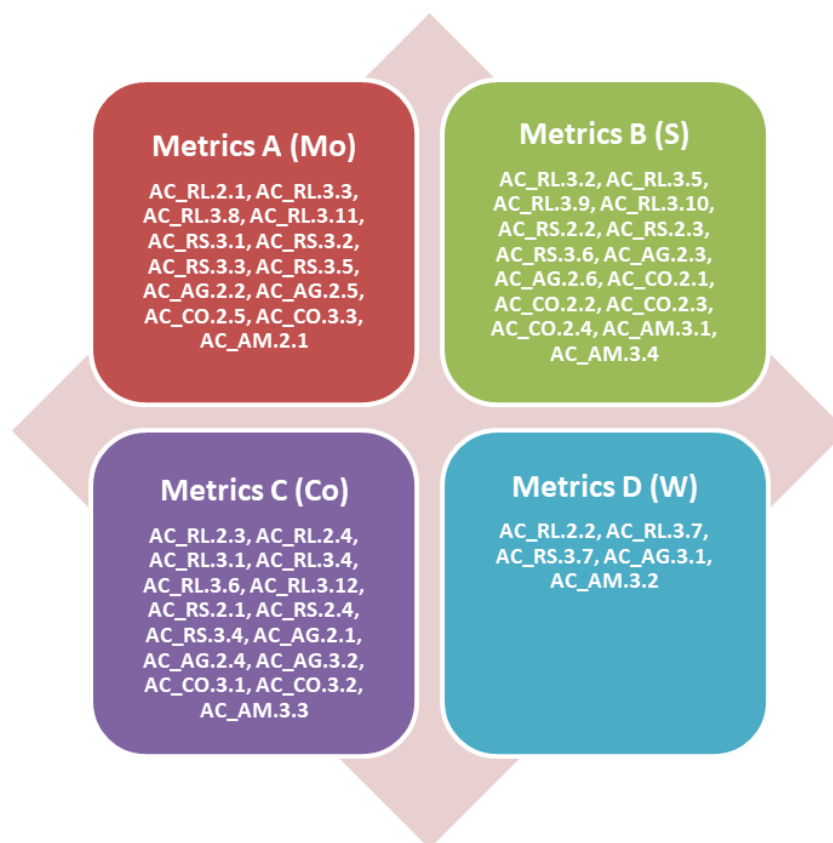 Metrics A (Mo)
AC_RL.2.1, AC_RL.3.3,
AC_RL.3.8, AC_RL.3.11,
AC_RS.3.1, AC_RS.3.2,
AC_RS.3.3, AC_RS.3.5,
AC_AG.2.2, AC_AG.2.5,
AC_CO.2.5, AC_CO.3.3,
AC_AM.2.1
Metrics B (S)
AC_RL.3.2, AC_RL.3.5,
AC_RL.3.9, AC_RL.3.10,
AC_RS.2.2, AC_RS.2.3,
AC_RS.3.6, AC_AG.2.3,
AC_AG.2.6, AC_CO.2.1,
AC_CO.2.2, AC_CO.2.3,
AC_CO.2.4, AC_AM.3.1,
AC_AM.3.4
Metrics C (Co)
AC_RL.2.3, AC_RL.2.4,
AC_RL.3.1, AC_RL.3.4,
AC_RL.3.6, AC_RL.3.12,
AC_RS.2.1, AC_RS.2.4,
AC_RS.3.4, AC_AG.2.1,
AC_AG.2.4, AC_AG.3.2,
AC_CO.3.1, AC_CO.3.2,
AC_AM.3.3
Metrics D (W)
AC_RL.2.2, AC_RL.3.7,
AC_RS.3.7, AC_AG.3.1,
AC_AM.3.2